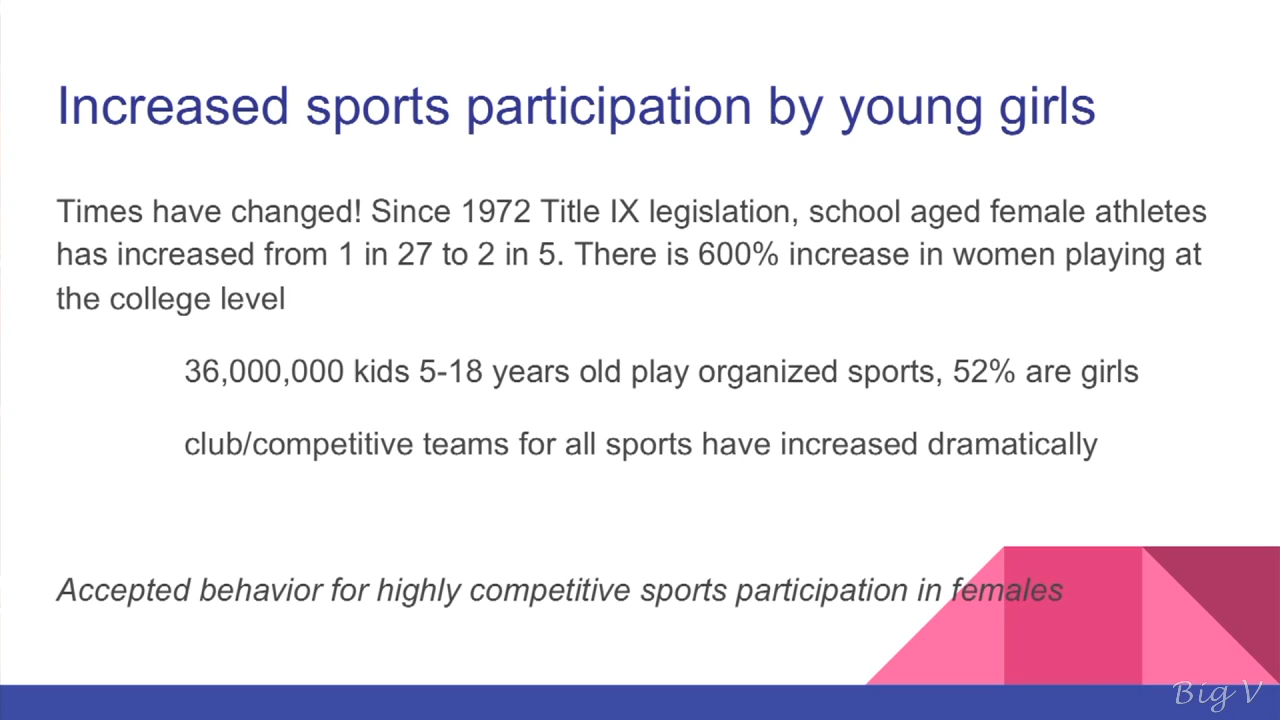 Increased sports participation by young girls
Times have changed! Since 1972 Title IX legislation, school aged female athletes
has increased from 1 in 27 to 2 in 5. There is 600% increase in women playing at
the college level
36,000,000 kids 5-18 years old play organized sports, 52% are girls
club/competitive teams for all sports have increased dramatically
Accepted behavior for highly competitive sports participation in females
Big V